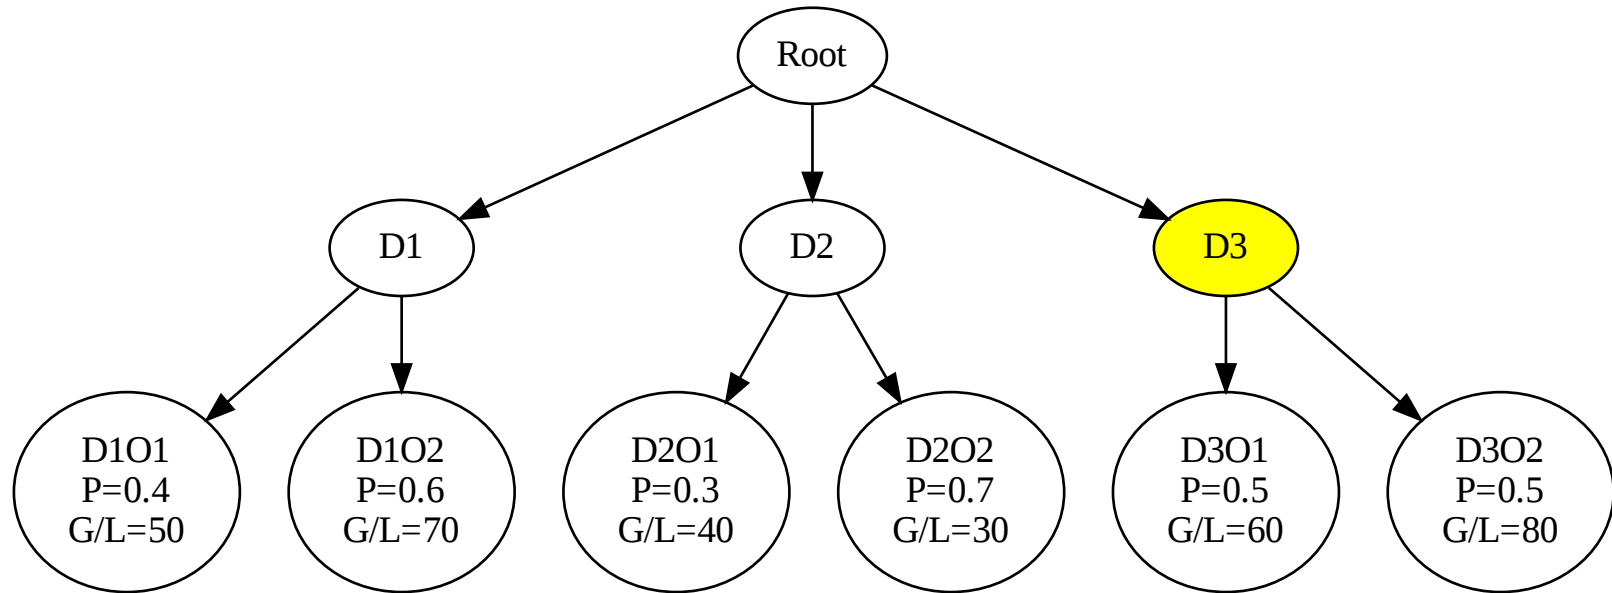 Root
D1
D2
D3
D1O1
P=0.4
G/L=50
D1O2
P=0.6
G/L=70
D2O1
P=0.3
G/L=40
D2O2
P=0.7
G/L=30
D3O1
P=0.5
G/L=60
D3O2
P=0.5
G/L=80